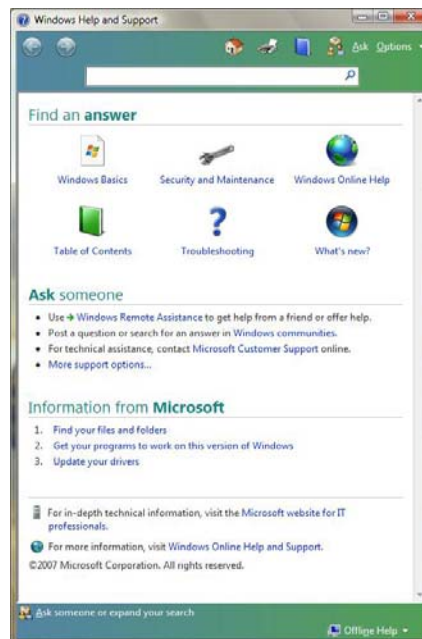 Windows Help and Support
Ask Options
Find an answer
Windows Basics Security and Maintenance Windows Online Help
Table of Contents Troubleshooting What's new?
Ask someone
Use Windows Remote Assistance to get help from a friend or offer help.
Post a question or search for an answer in Windows communities.
For technical assistance, contact Microsoft Customer Support online.
More support options...
Information from Microsoft
1. Find your files and folders
2. Get your programs to work on this version of Windows
3. Update your drivers
For in-depth technical information, visit the Microsoft website for IT
professionals.
For more information, visit Windows Online Help and Support.
©2007 Microsoft Corporation. All rights reserved.
Ask someone or expand your search
Offline Help